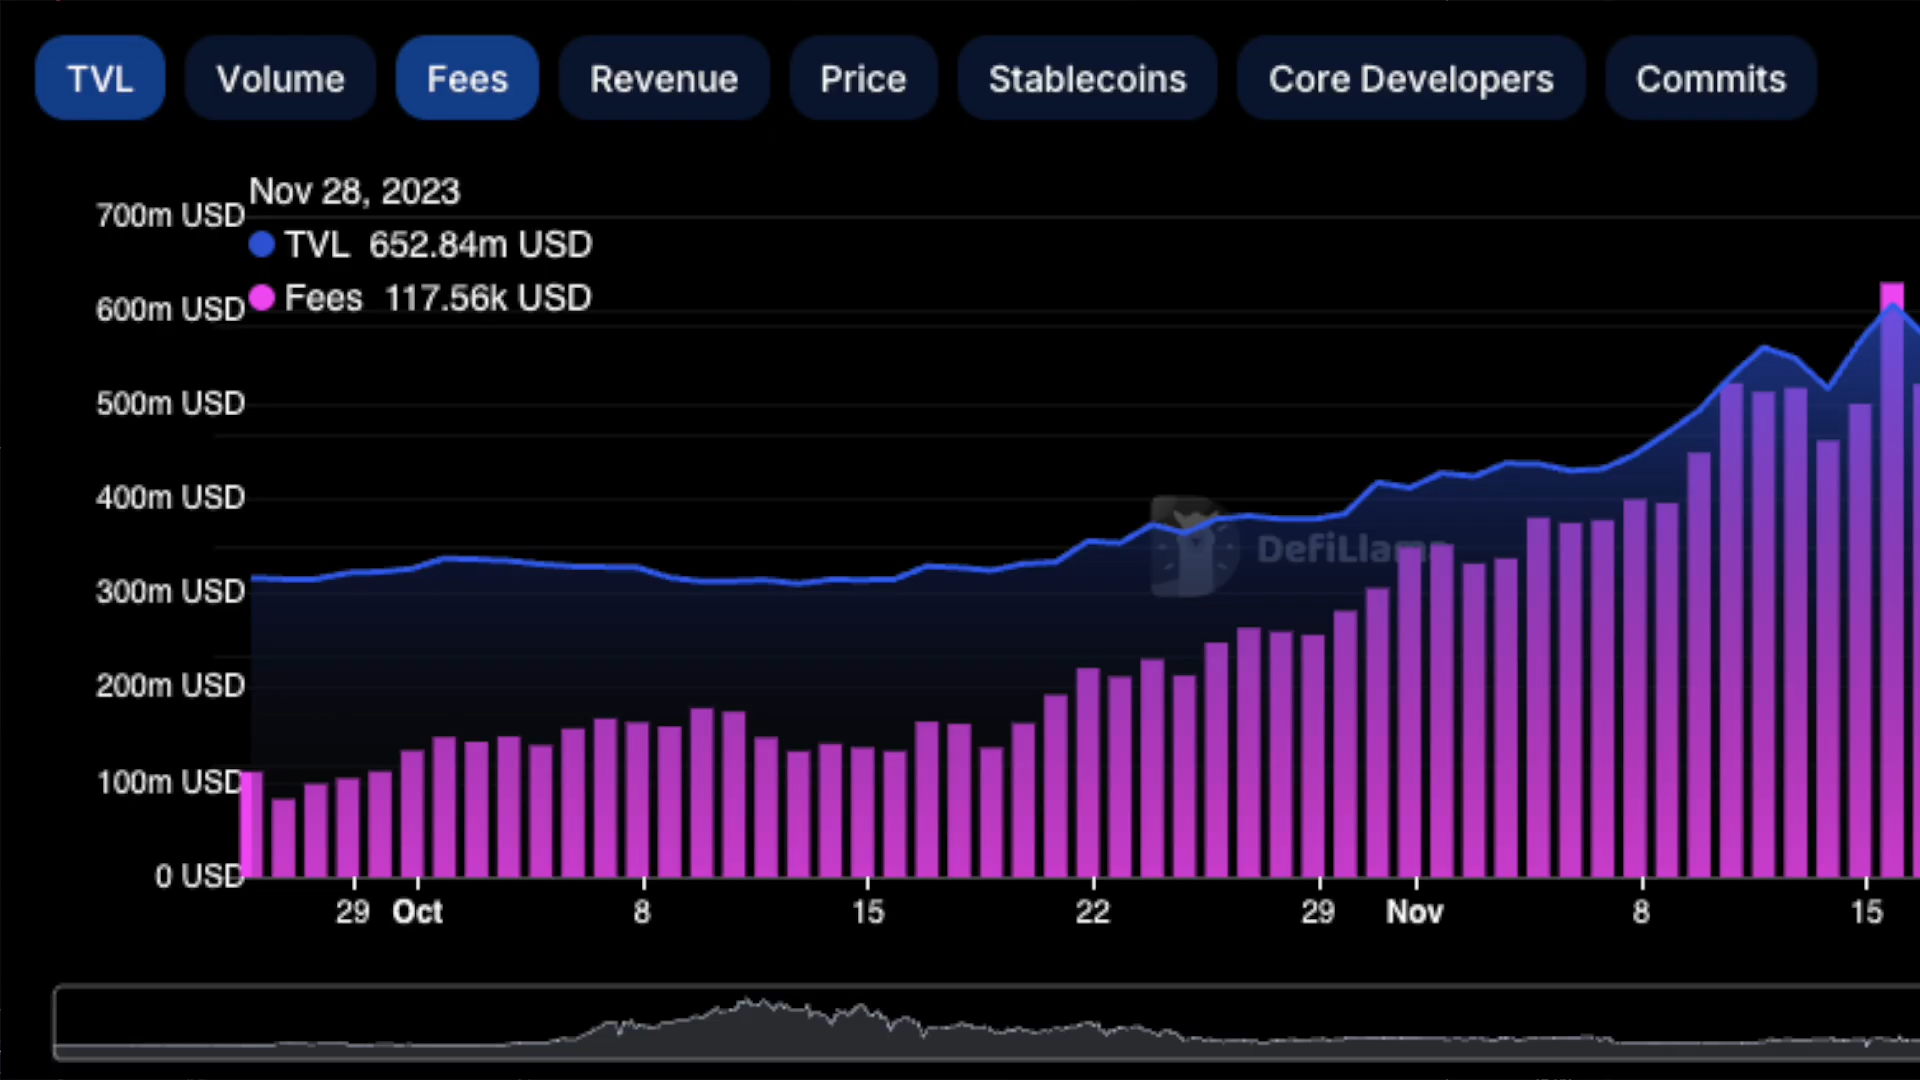 TVL Volume Fees Revenue Price Stablecoins Core Developers Commits
Nov 28, 2023
700m USD
TVL 652.84m USD
600m USD
Fees 117.56k USD
500m USD
400m USD
DefiLlama
300m USD
200m USD
100m USD
0 USD
29 Oct 8 15 22 29 Nov 8 15